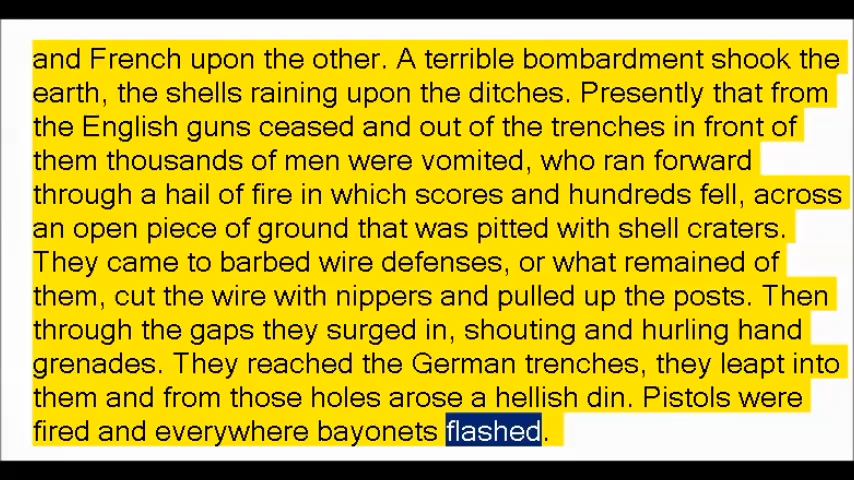 and French upon the other. A terrible bombardment shook the
earth, the shells raining upon the ditches. Presently that from
the English guns ceased and out of the trenches in front of
them thousands of men were vomited, who ran forward
through a hail of fire in which scores and hundreds fell, across
an open piece of ground that was pitted with shell craters.
They came to barbed wire defenses, or what remained of
them, cut the wire with nippers and pulled up the posts. Then
through the gaps they surged in, shouting and hurling hand
grenades. They reached the German trenches, they leapt into
them and from those holes arose a hellish din. Pistols were
fired and everywhere bayonets flashed.